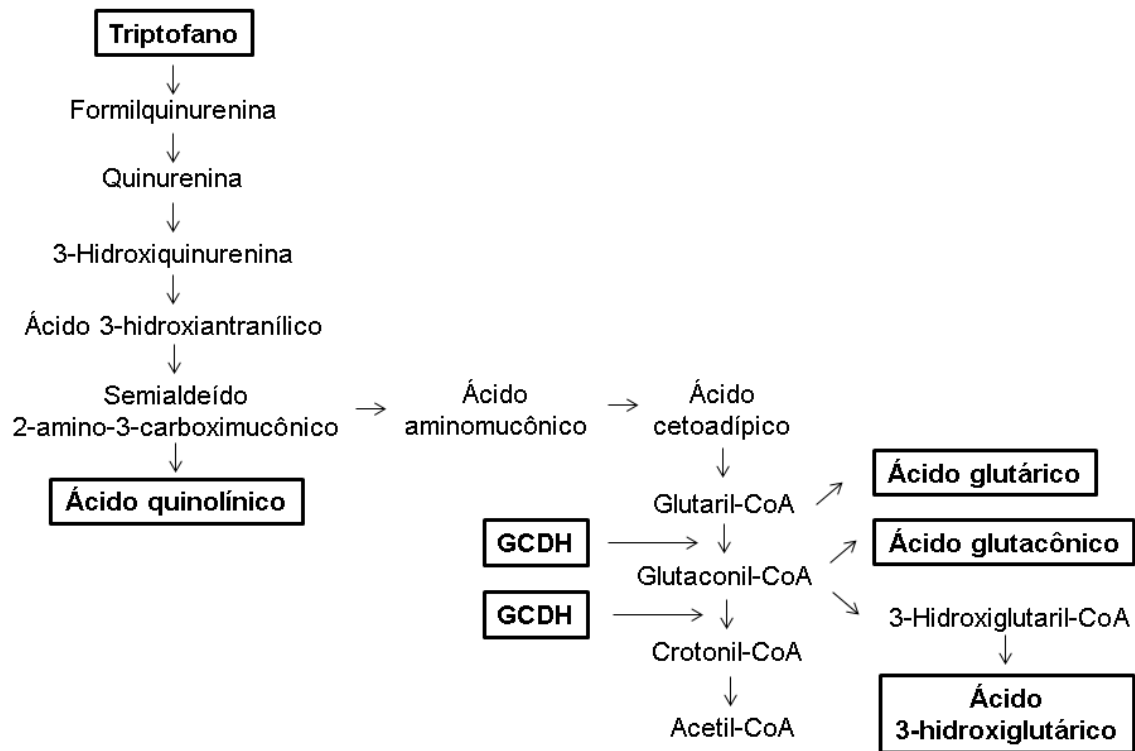 Triptofano
Formilquinurenina
Quinurenina
3-Hidroxiquinurenina
Ácido 3-hidroxiantranílico
Semialdeído
2-amino-3-carboximucônico
Ácido
aminomucônico
Ácido
cetoadípico
Ácido quinolínico
Glutaril-CoA
Ácido glutárico
GCDH
Ácido glutacônico
Glutaconil-CoA
GCDH
3-Hidroxiglutaril-CoA
Crotonil-CoA
Ácido
3-hidroxiglutárico
Acetil-CoA